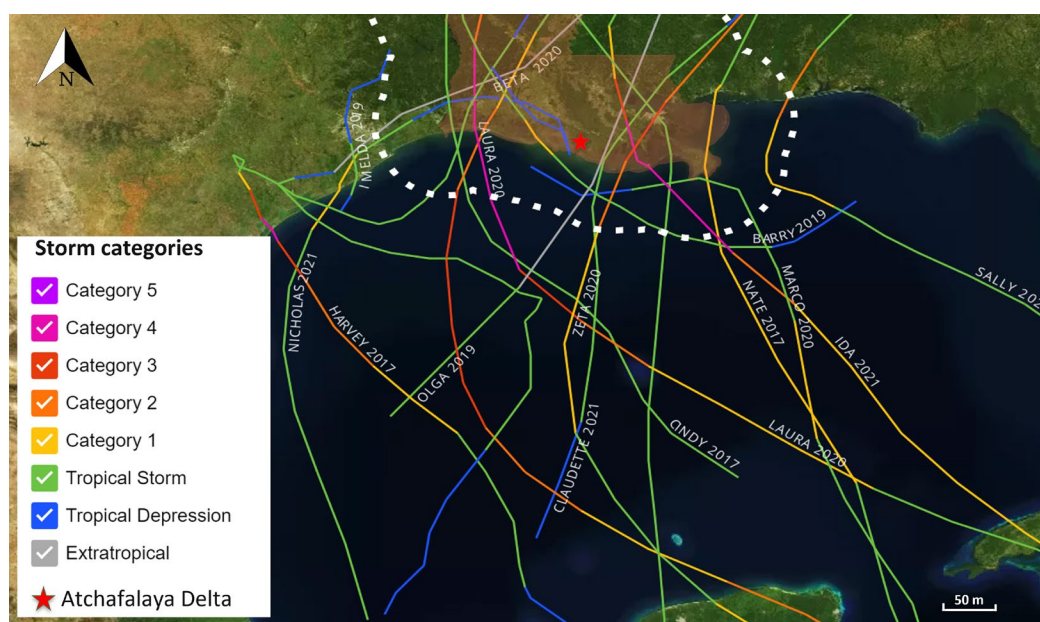 N
BETA 2020
IMELDA 2019
LAURA 2020
BARRY 2019
SALLY 202
NICHOLAS 2021
HARVEY 2017
OLGA 2019
ZETA 2020
NATE 2017
MARCO 2020
IDA 2021
CLAUDETTE 2021
CINDY 2017
LAURA 2020
Storm categories
Category 5
Category 4
Category 3
Category 2
Category 1
Tropical Storm
Tropical Depression
Extratropical
Atchafalaya Delta
50 m